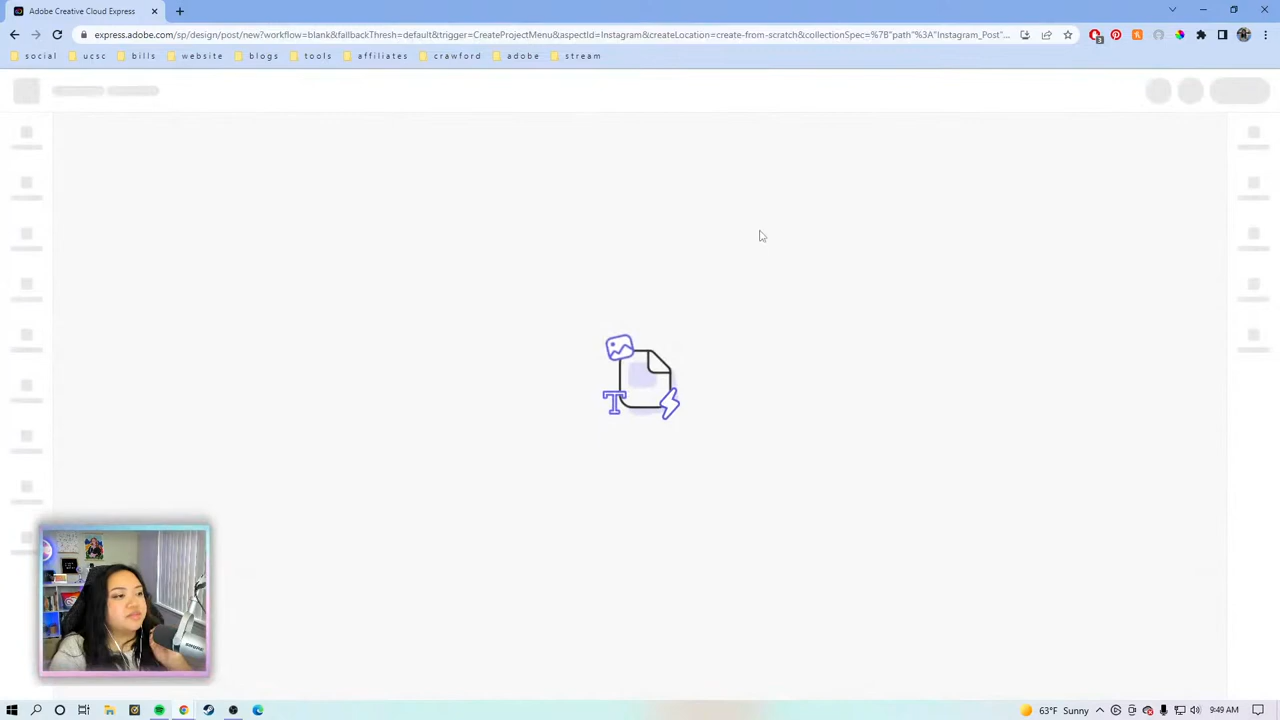 Adobe Creative Cloud Express
express.adobe.com/sp/design/post/new?workflow=blank&fallbackThresh=default&trigger=CreateProjectMenu&aspectId=Instagram&createLocation=create-from-scratch&collectionSpec=%7B"path"%3A"Instagram_Post"...
social ucsc bills website blogs tools affiliates crawford adobe stream
3
T
SHURE
63°F Sunny 9:49 AM